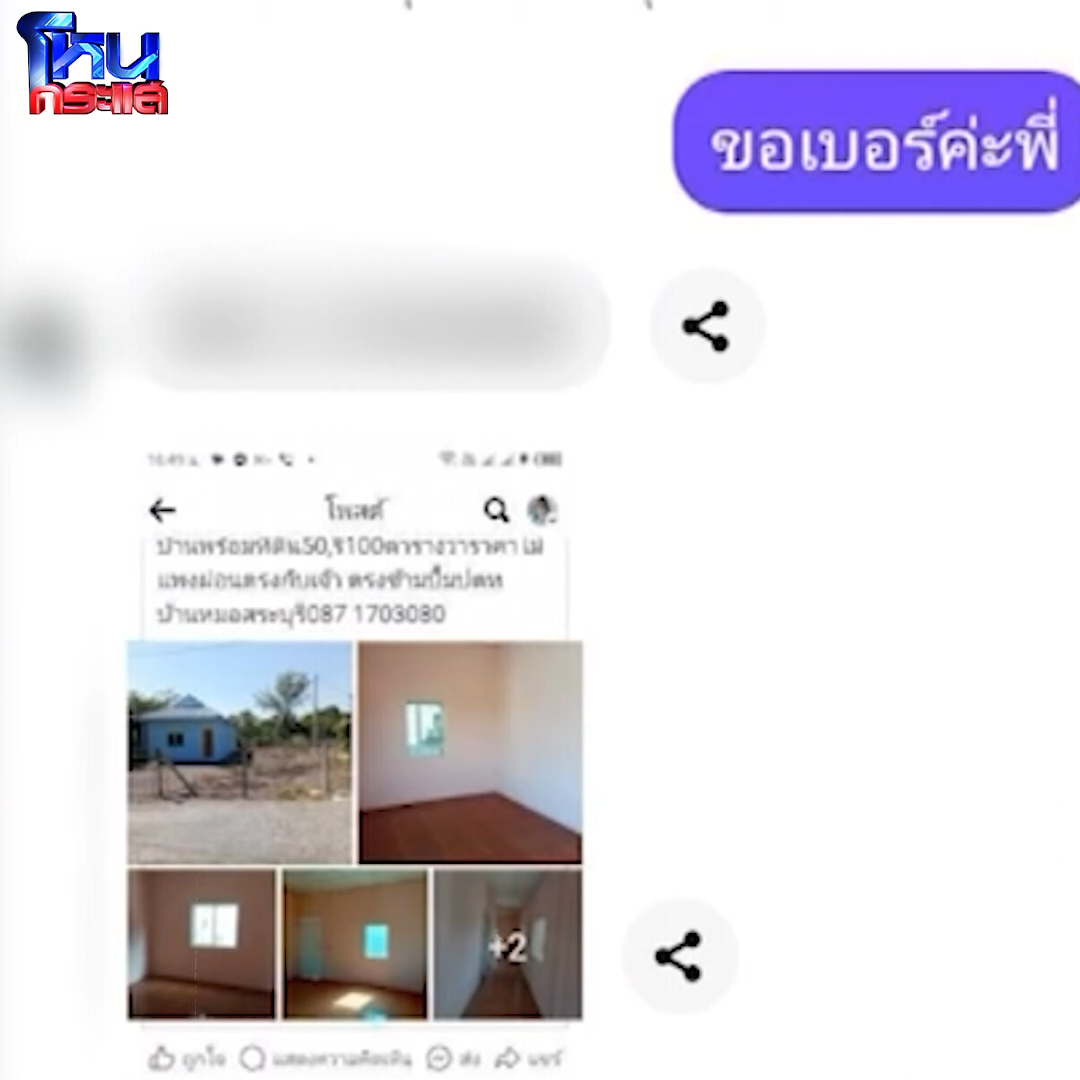 โหน
กระแส
ขอเบอร์ค่ะพี่
โพสต์
บ้านพร้อมที่ดิน50,ริ100ตารางวาราคาไม่
แพงผ่อนตรงกับเจ้า ตรงข้ามปั๊มปตท
บ้านหมอสระบุรี087 1703080
+2
ถูกใจ แสดงความคิดเห็น ส่ง แชร์